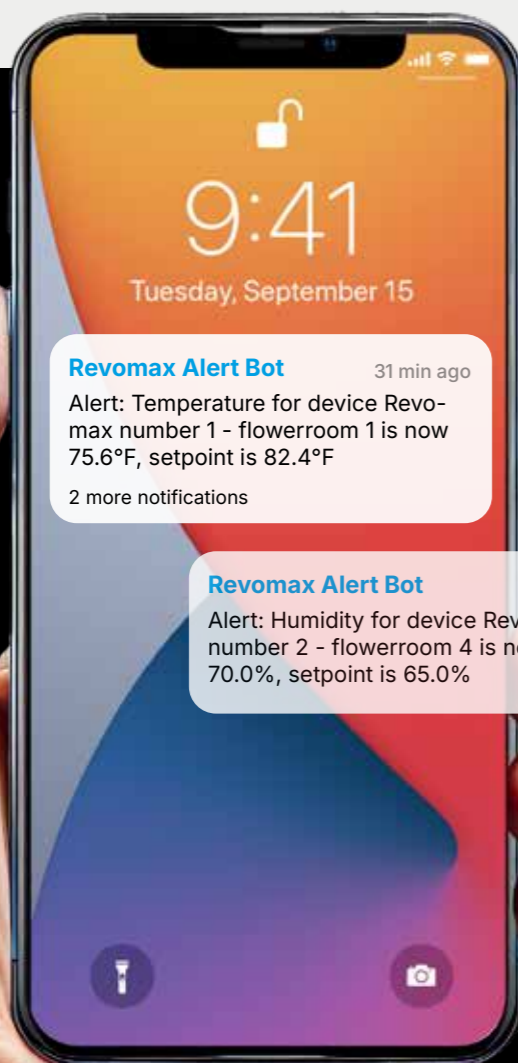 9:41
Tuesday, September 15
Revomax Alert Bot
31 min ago
Alert: Temperature for device Revo-
max number 1 - flowerroom 1 is now
75.6°F, setpoint is 82.4°F
2 more notifications
Revomax Alert Bot
Alert: Humidity for device
number 2 - flowerroom 4 is
70.0%, setpoint is 65.0%